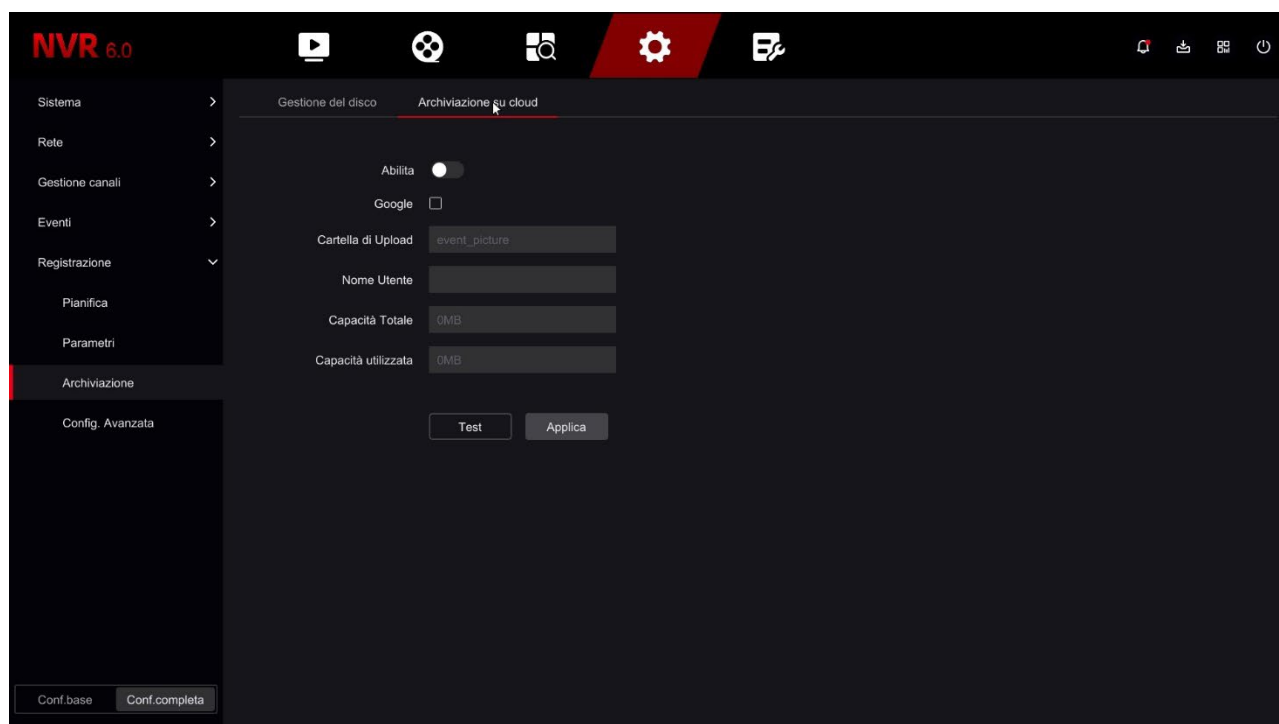 NVR 6.0
Sistema
Rete
Gestione canali
Eventi
Registrazione
Pianifica
Parametri
Archiviazione
Config. Avanzata
Conf.base Conf.completa
Gestione del disco Archiviazione su cloud
Abilita
Google
Cartella di Upload event_picture
Nome Utente
Capacità Totale 0MB
Capacità utilizzata 0MB
Test Applica